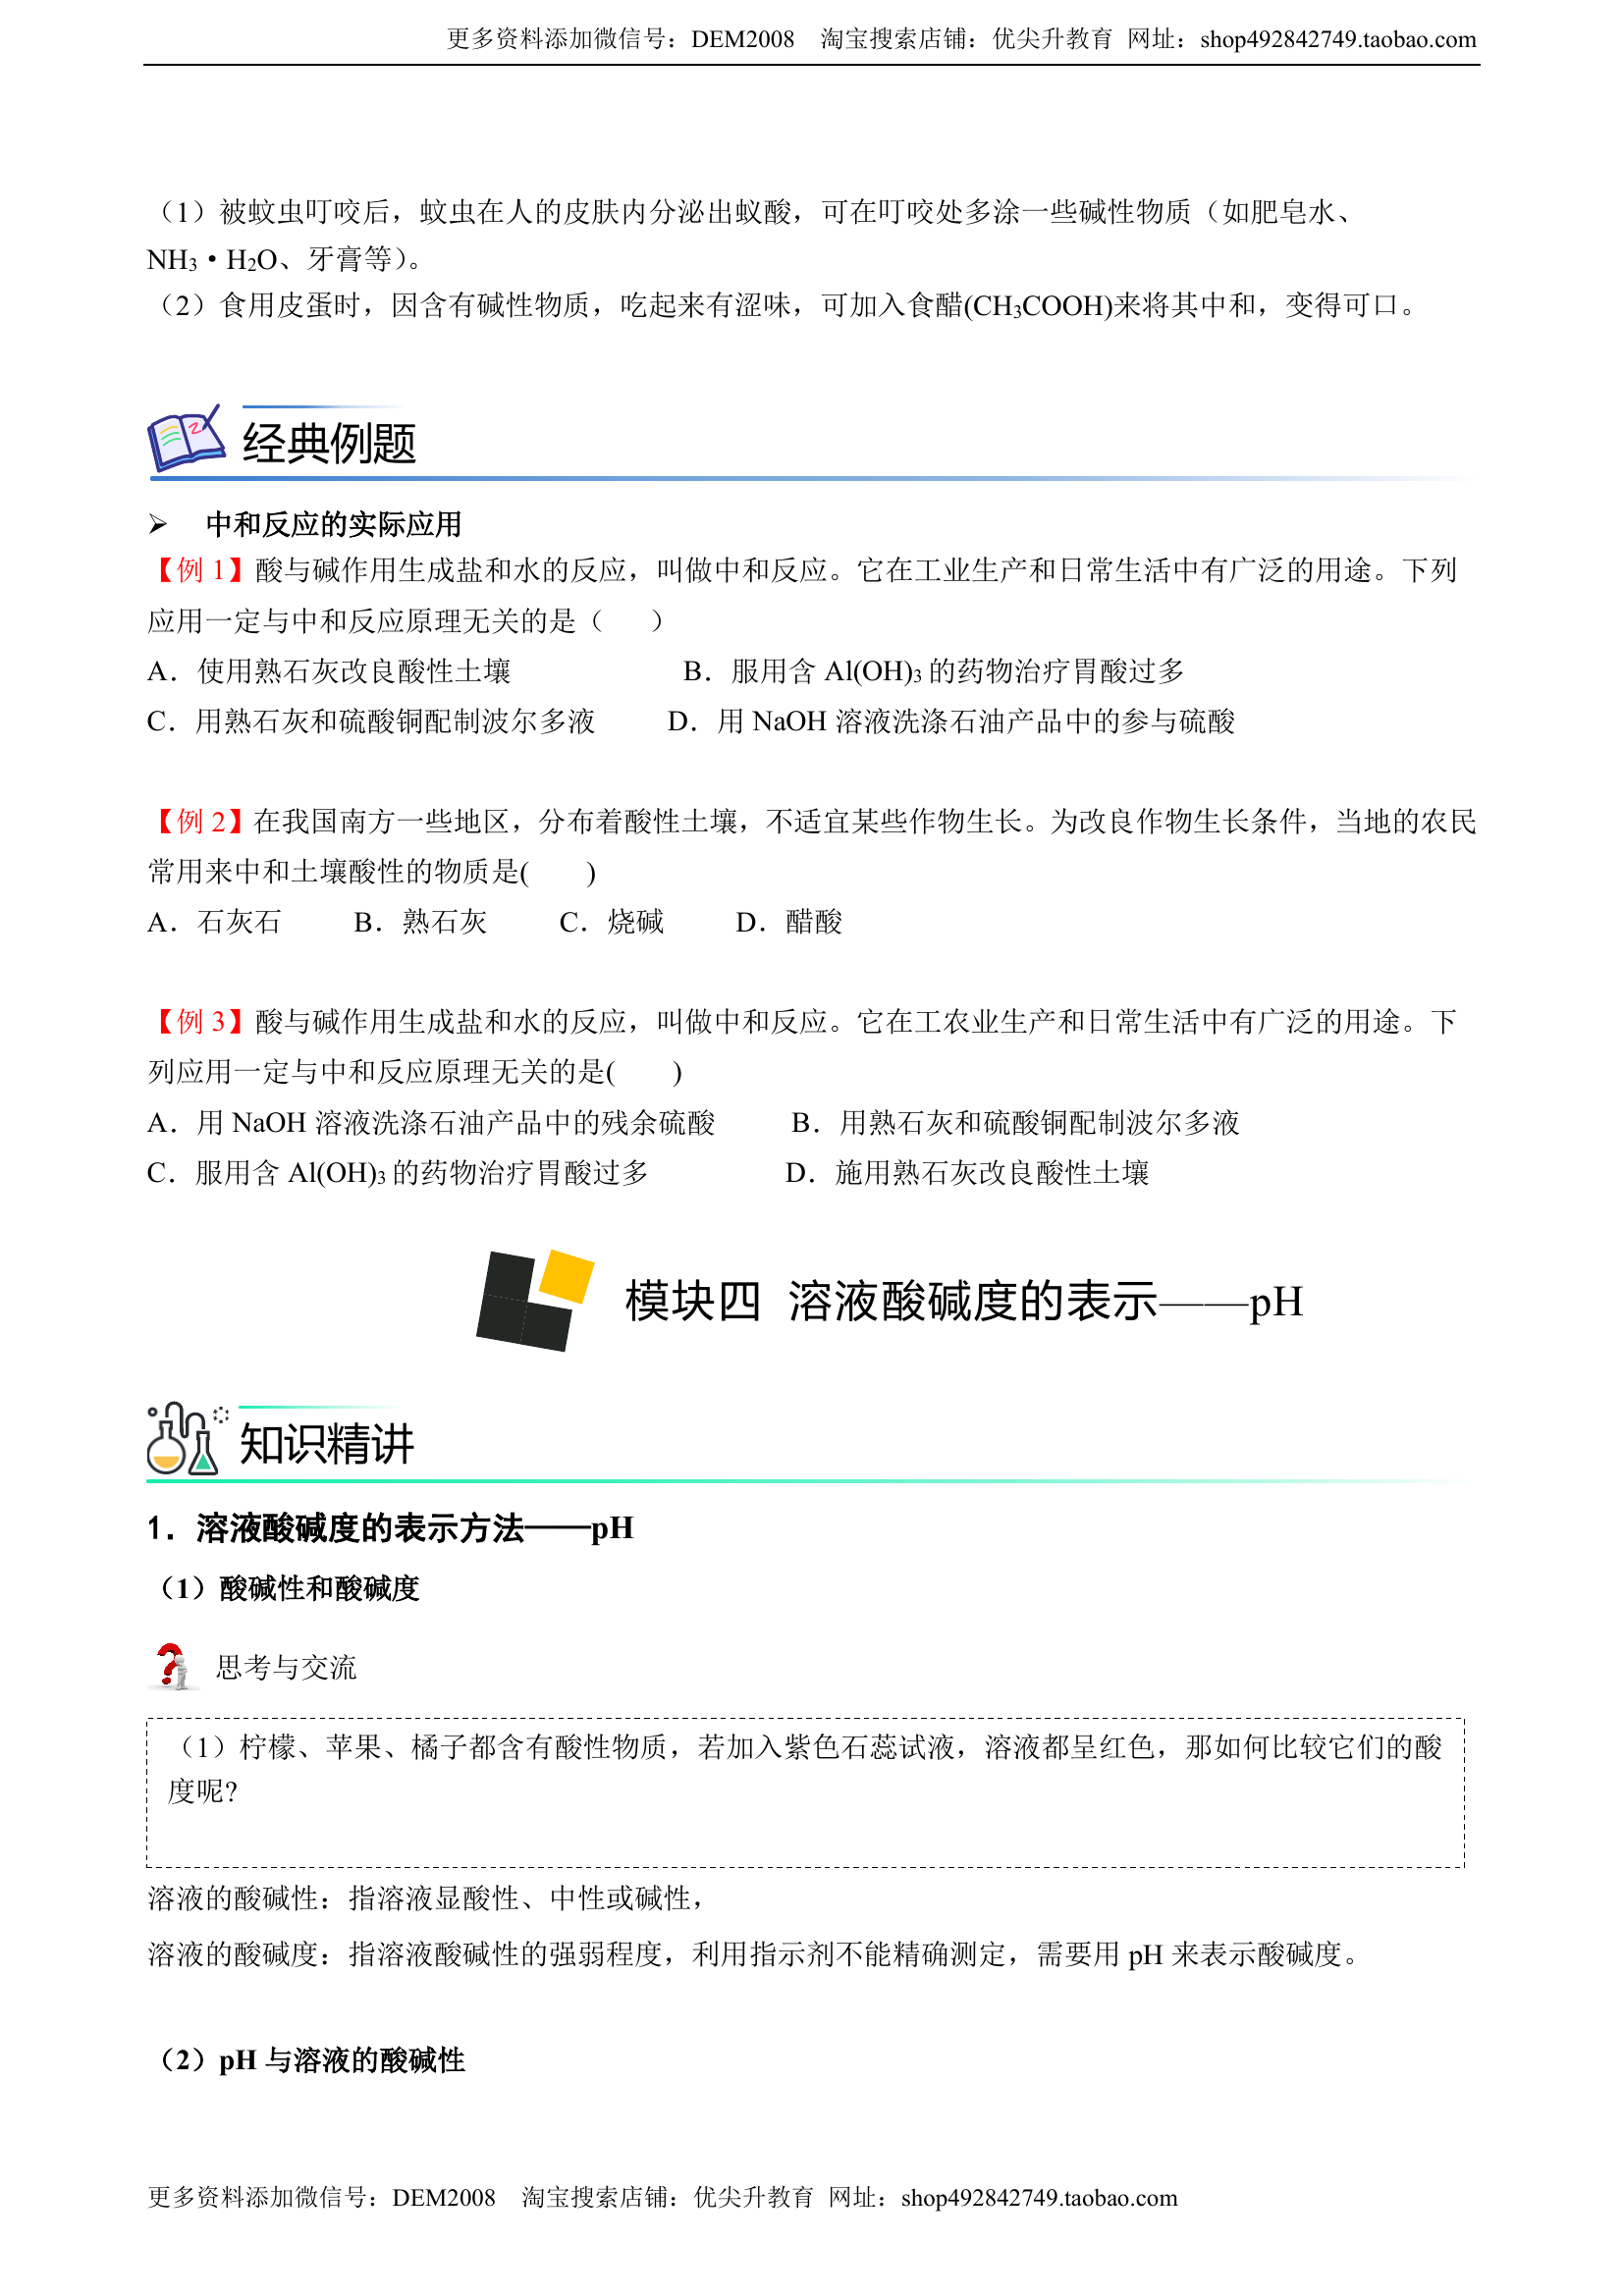 更多资料添加微信号：DEM2008 淘宝搜索店铺：优尖升教育 网址：shop492842749.taobao.com
（1）被蚊虫叮咬后，蚊虫在人的皮肤内分泌出蚁酸，可在叮咬处多涂一些碱性物质（如肥皂水、
NH₃·H₂O、牙膏等）。
（2）食用皮蛋时，因含有碱性物质，吃起来有涩味，可加入食醋(CH₃COOH)来将其中和，变得可口。
经典例题
➢ 中和反应的实际应用
【例 1】酸与碱作用生成盐和水的反应，叫做中和反应。它在工业生产和日常生活中有广泛的用途。下列
应用一定与中和反应原理无关的是（ ）
A．使用熟石灰改良酸性土壤 B．服用含 Al(OH)₃ 的药物治疗胃酸过多
C．用熟石灰和硫酸铜配制波尔多液 D．用 NaOH 溶液洗涤石油产品中的参与硫酸
【例 2】在我国南方一些地区，分布着酸性土壤，不适宜某些作物生长。为改良作物生长条件，当地的农民
常用来中和土壤酸性的物质是( )
A．石灰石 B．熟石灰 C．烧碱 D．醋酸
【例 3】酸与碱作用生成盐和水的反应，叫做中和反应。它在工农业生产和日常生活中有广泛的用途。下
列应用一定与中和反应原理无关的是( )
A．用 NaOH 溶液洗涤石油产品中的残余硫酸 B．用熟石灰和硫酸铜配制波尔多液
C．服用含 Al(OH)₃ 的药物治疗胃酸过多 D．施用熟石灰改良酸性土壤
模块四 溶液酸碱度的表示——pH
知识精讲
1．溶液酸碱度的表示方法——pH
（1）酸碱性和酸碱度
思考与交流
（1）柠檬、苹果、橘子都含有酸性物质，若加入紫色石蕊试液，溶液都呈红色，那如何比较它们的酸
度呢?
溶液的酸碱性：指溶液显酸性、中性或碱性，
溶液的酸碱度：指溶液酸碱性的强弱程度，利用指示剂不能精确测定，需要用 pH 来表示酸碱度。
（2）pH 与溶液的酸碱性
更多资料添加微信号：DEM2008 淘宝搜索店铺：优尖升教育 网址：shop492842749.taobao.com